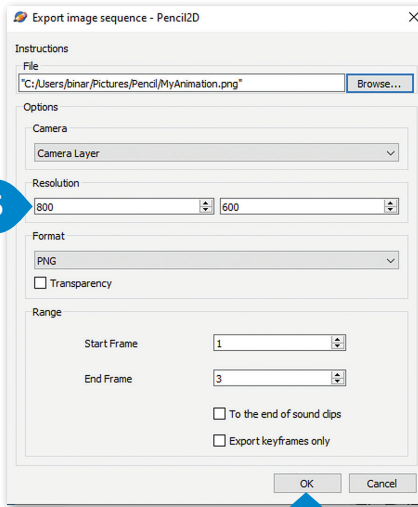 Export image sequence - Pencil2D
Instructions
File
"C:/Users/binar/Pictures/Pencil/MyAnimation.png"
Browse...
Options
Camera
Camera Layer
Resolution
800
600
Format
PNG
Transparency
Range
Start Frame
1
End Frame
3
To the end of sound clips
Export keyframes only
OK
Cancel